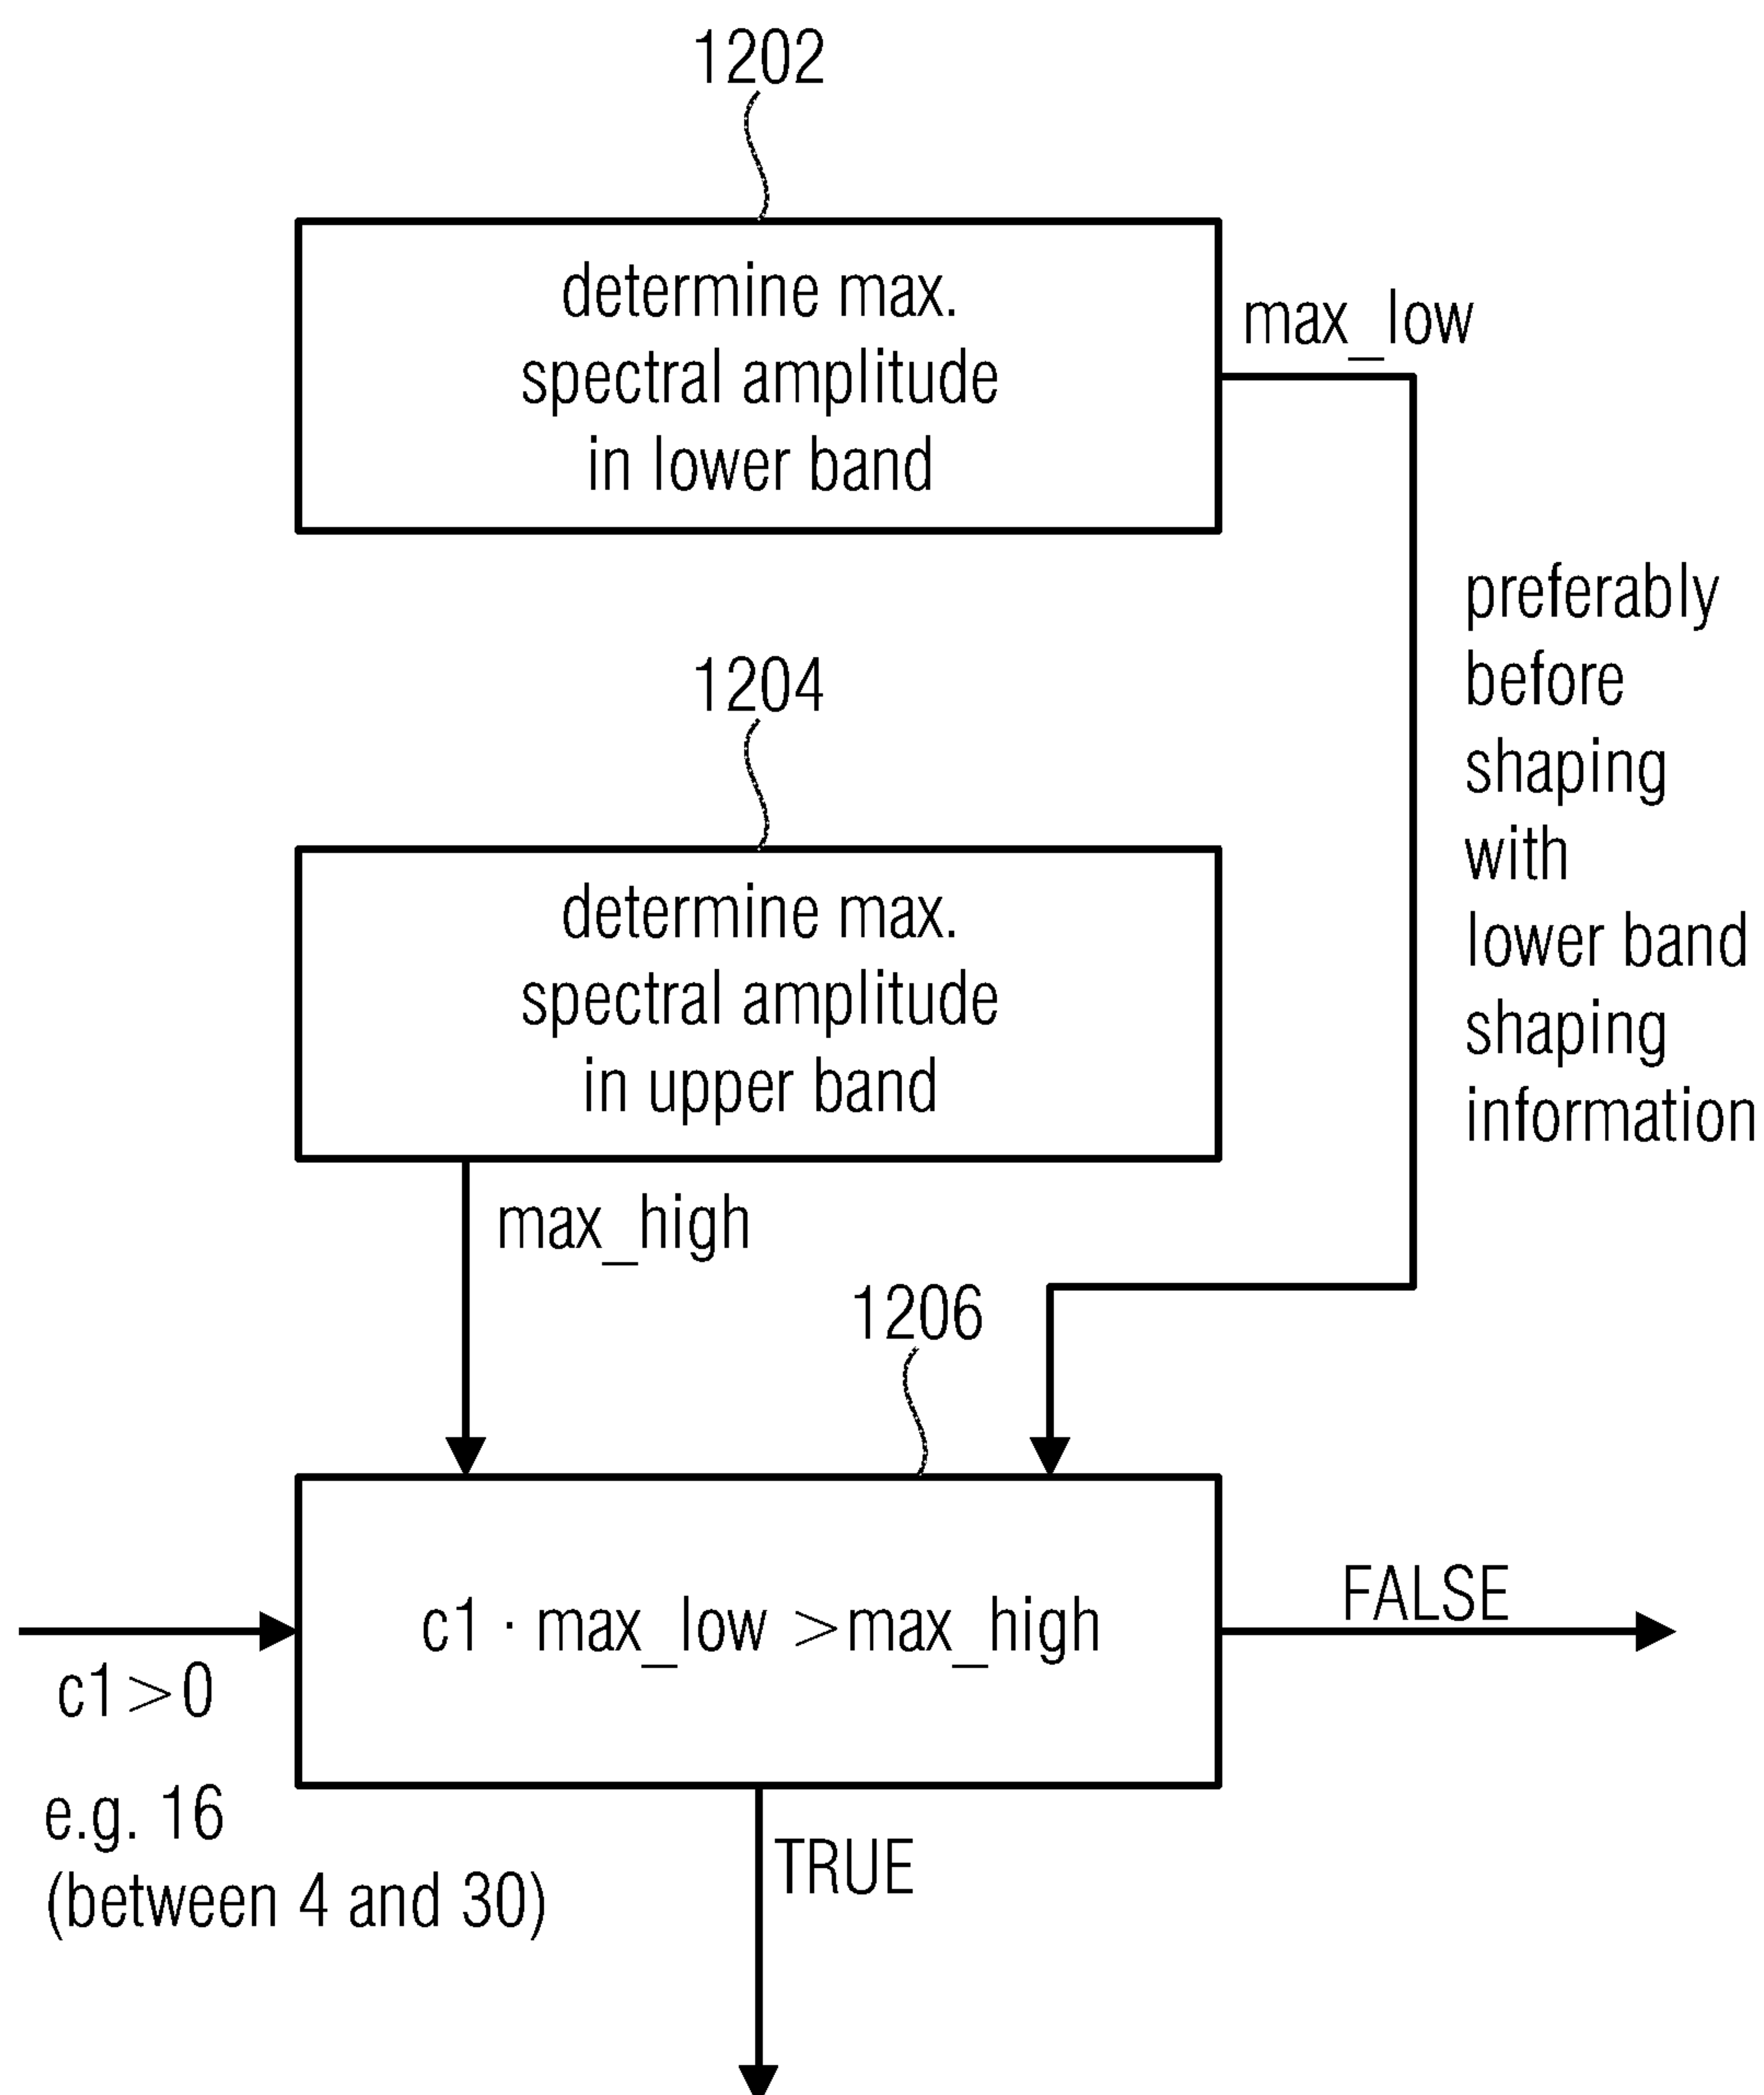 1202
determine max.
spectral amplitude
in lower band
max_low
preferably
before
shaping
with
lower band
shaping
information
1204
determine max.
spectral amplitude
in upper band
max_high
1206
c1 · max_low >max_high
FALSE
c1>0
e.g. 16
(between 4 and 30)
TRUE